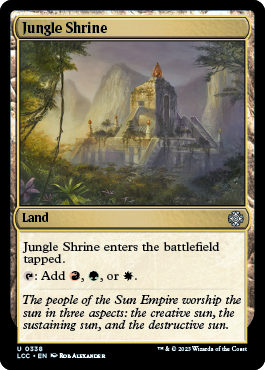 Jungle Shrine
Land
Jungle Shrine enters the battlefield
tapped.
: Add , , or .
The people of the Sun Empire worship the
sun in three aspects: the creative sun, the
sustaining sun, and the destructive sun.
U 0338
LCC • EN Rob Alexander
™ & © 2023 Wizards of the Coast